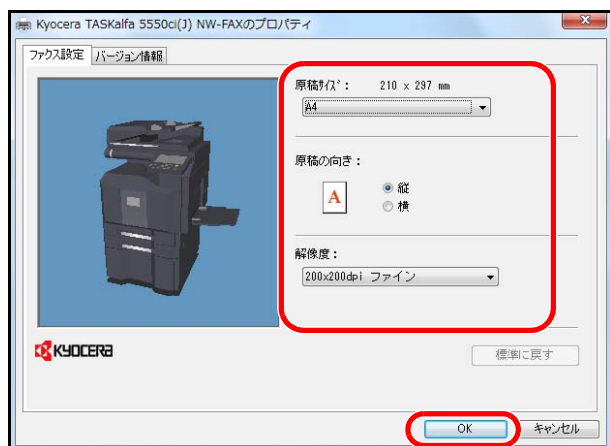 Kyocera TASKalfa 5550ci(J) NW-FAXのプロパティ
ファクス設定 バージョン情報
原稿ｻｲｽﾞ： 210 x 297 mm
A4
原稿の向き：
A
縦
横
解像度：
200x200dpi ファイン
KYOCERA
標準に戻す
OK キャンセル